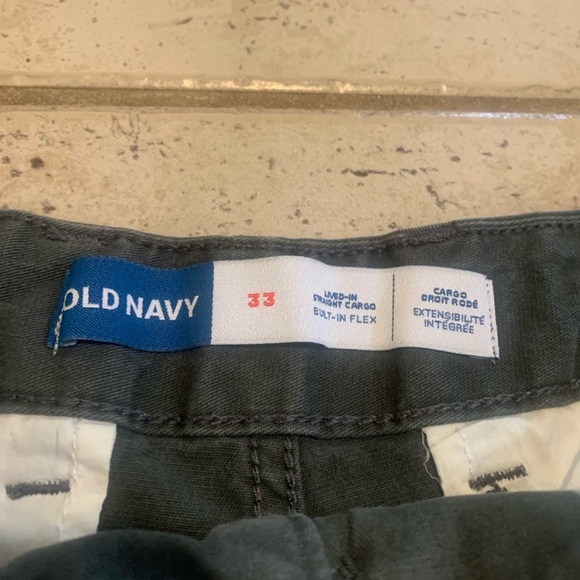 OLD NAVY
33
LIVED-IN
STRAIGHT CARGO
BUILT-IN FLEX
CARGO
DROIT RODÉ
EXTENSIBILITÉ
INTÉGRÉE